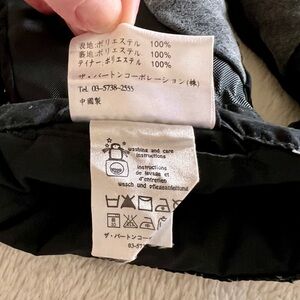 表地:ポリエステル 100%
裏地:ポリエステル 100%
ライナー:ポリエステル 100%
ザ・バートンコーポレーション(株)
Tel. 03-5738-2555
中國製
washing and care
instructions
instructions
de lavage et
d'entretien
wasch und pflegeanleitung
ザ・バートンコー
03-57